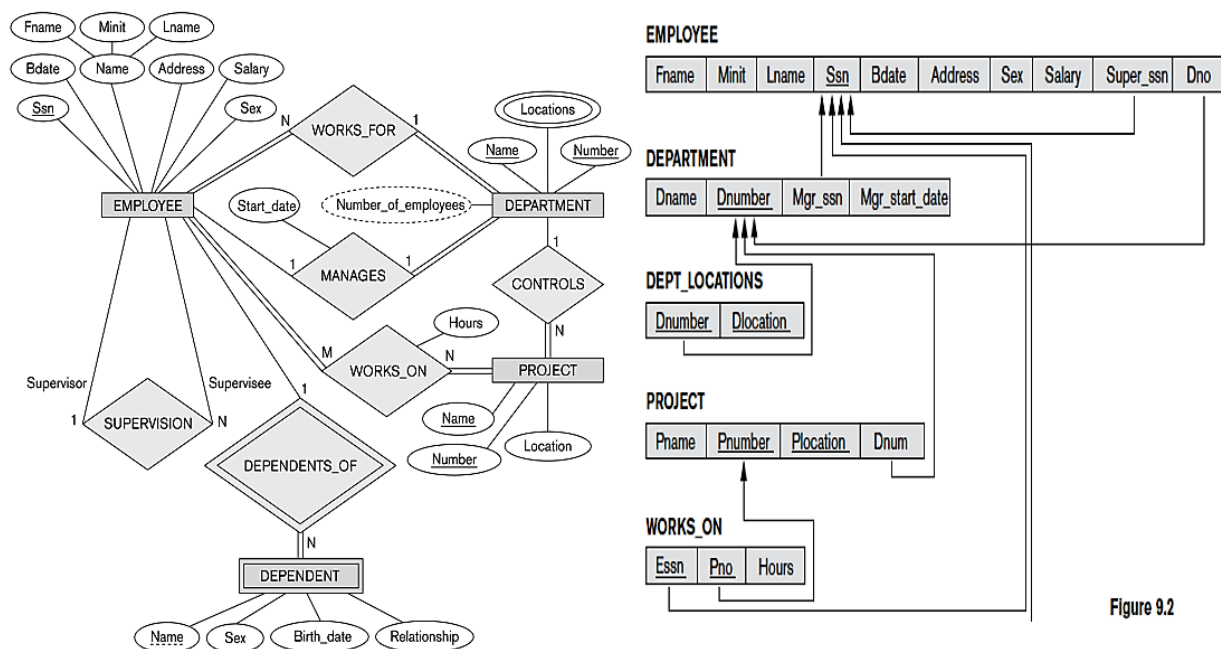 Fname Minit Lname
Bdate Name Address Salary
Ssn Sex
N WORKS_FOR 1
Locations
Name Number
EMPLOYEE Start_date Number_of_employees DEPARTMENT
1 MANAGES 1
1
CONTROLS
N
Hours
M WORKS_ON N PROJECT
Supervisor Supervisee
1 SUPERVISION N
1
Name
Number Location
DEPENDENTS_OF
N
DEPENDENT
Name Sex Birth_date Relationship
EMPLOYEE
Fname Minit Lname Ssn Bdate Address Sex Salary Super_ssn Dno
DEPARTMENT
Dname Dnumber Mgr_ssn Mgr_start_date
DEPT_LOCATIONS
Dnumber Dlocation
PROJECT
Pname Pnumber Plocation Dnum
WORKS_ON
Essn Pno Hours
Figure 9.2